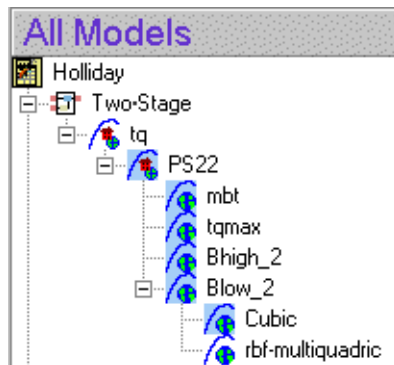 All Models
Holliday
Two-Stage
tq
PS22
mbt
tqmax
Bhigh_2
Blow_2
Cubic
rbf-multiquadric